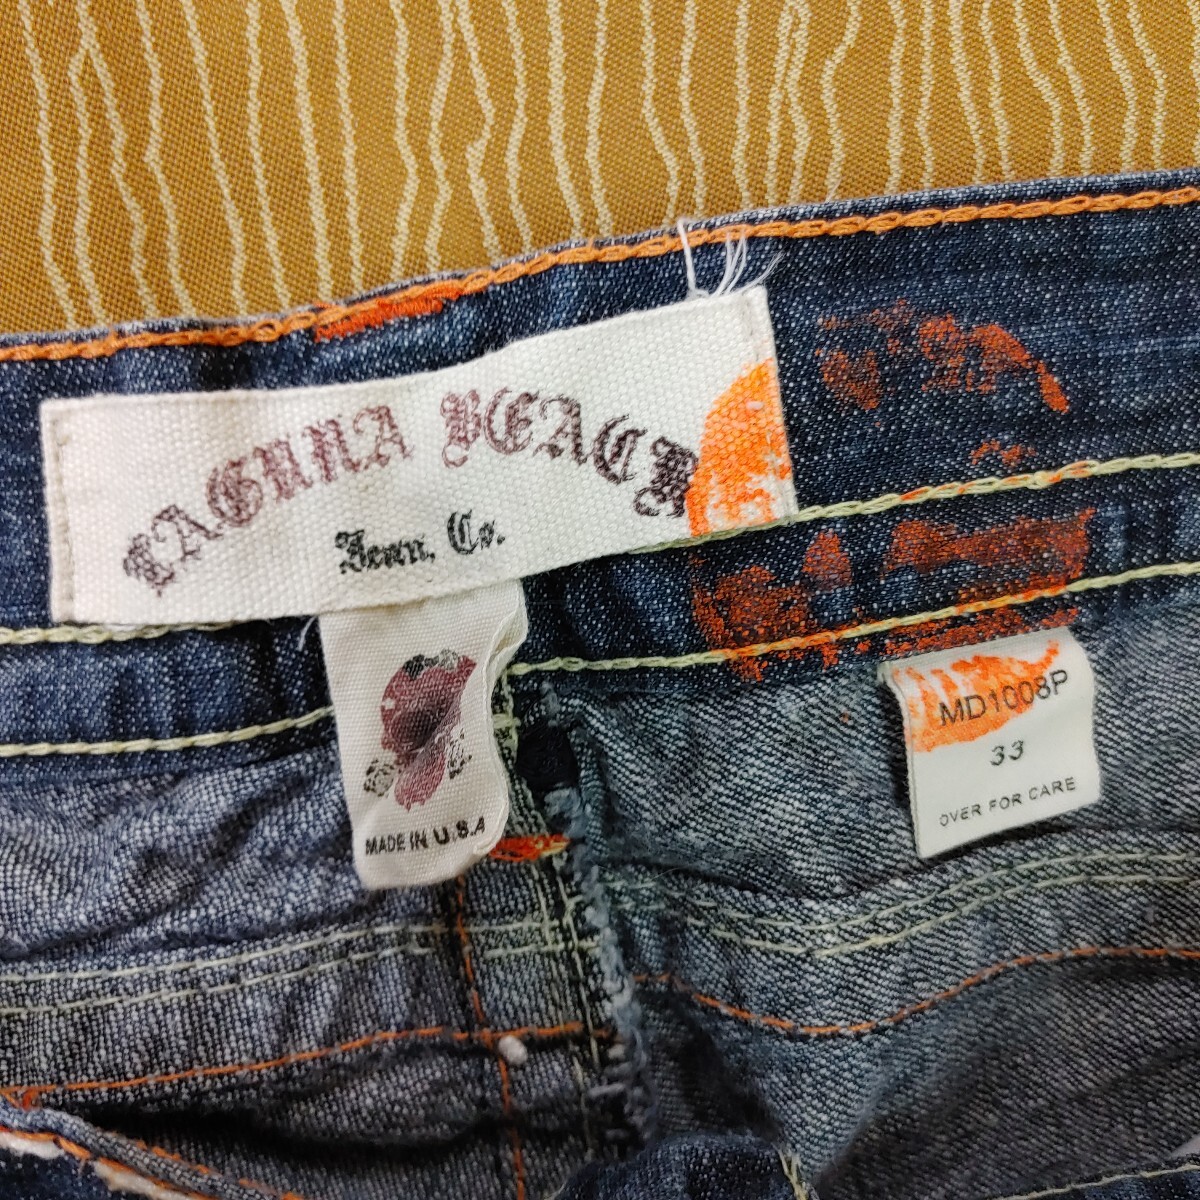 LAGUNA BEACH
Jean. Co.
MADE IN U.S.A
MD1008P
33
OVER FOR CARE